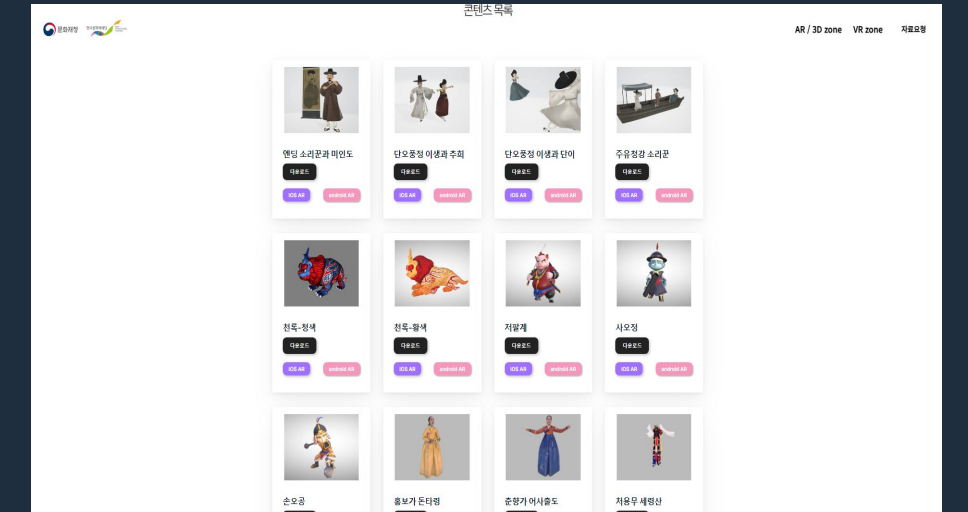 콘텐츠 목록
문화재청
AR / 3D zone VR zone 자료요청
엔딩 소리꾼과 미인도
단오풍정 이생과 추희
단오풍정 이생과 단이
주유청강 소리꾼
다운로드
다운로드
다운로드
다운로드
IOS AR android AR
IOS AR android AR
IOS AR android AR
IOS AR android AR
천록-청색
천록-황색
저팔계
사오정
다운로드
다운로드
다운로드
다운로드
IOS AR android AR
IOS AR android AR
IOS AR android AR
IOS AR android AR
손오공
흥보가 돈타령
춘향가 어사출도
처용무 세령산